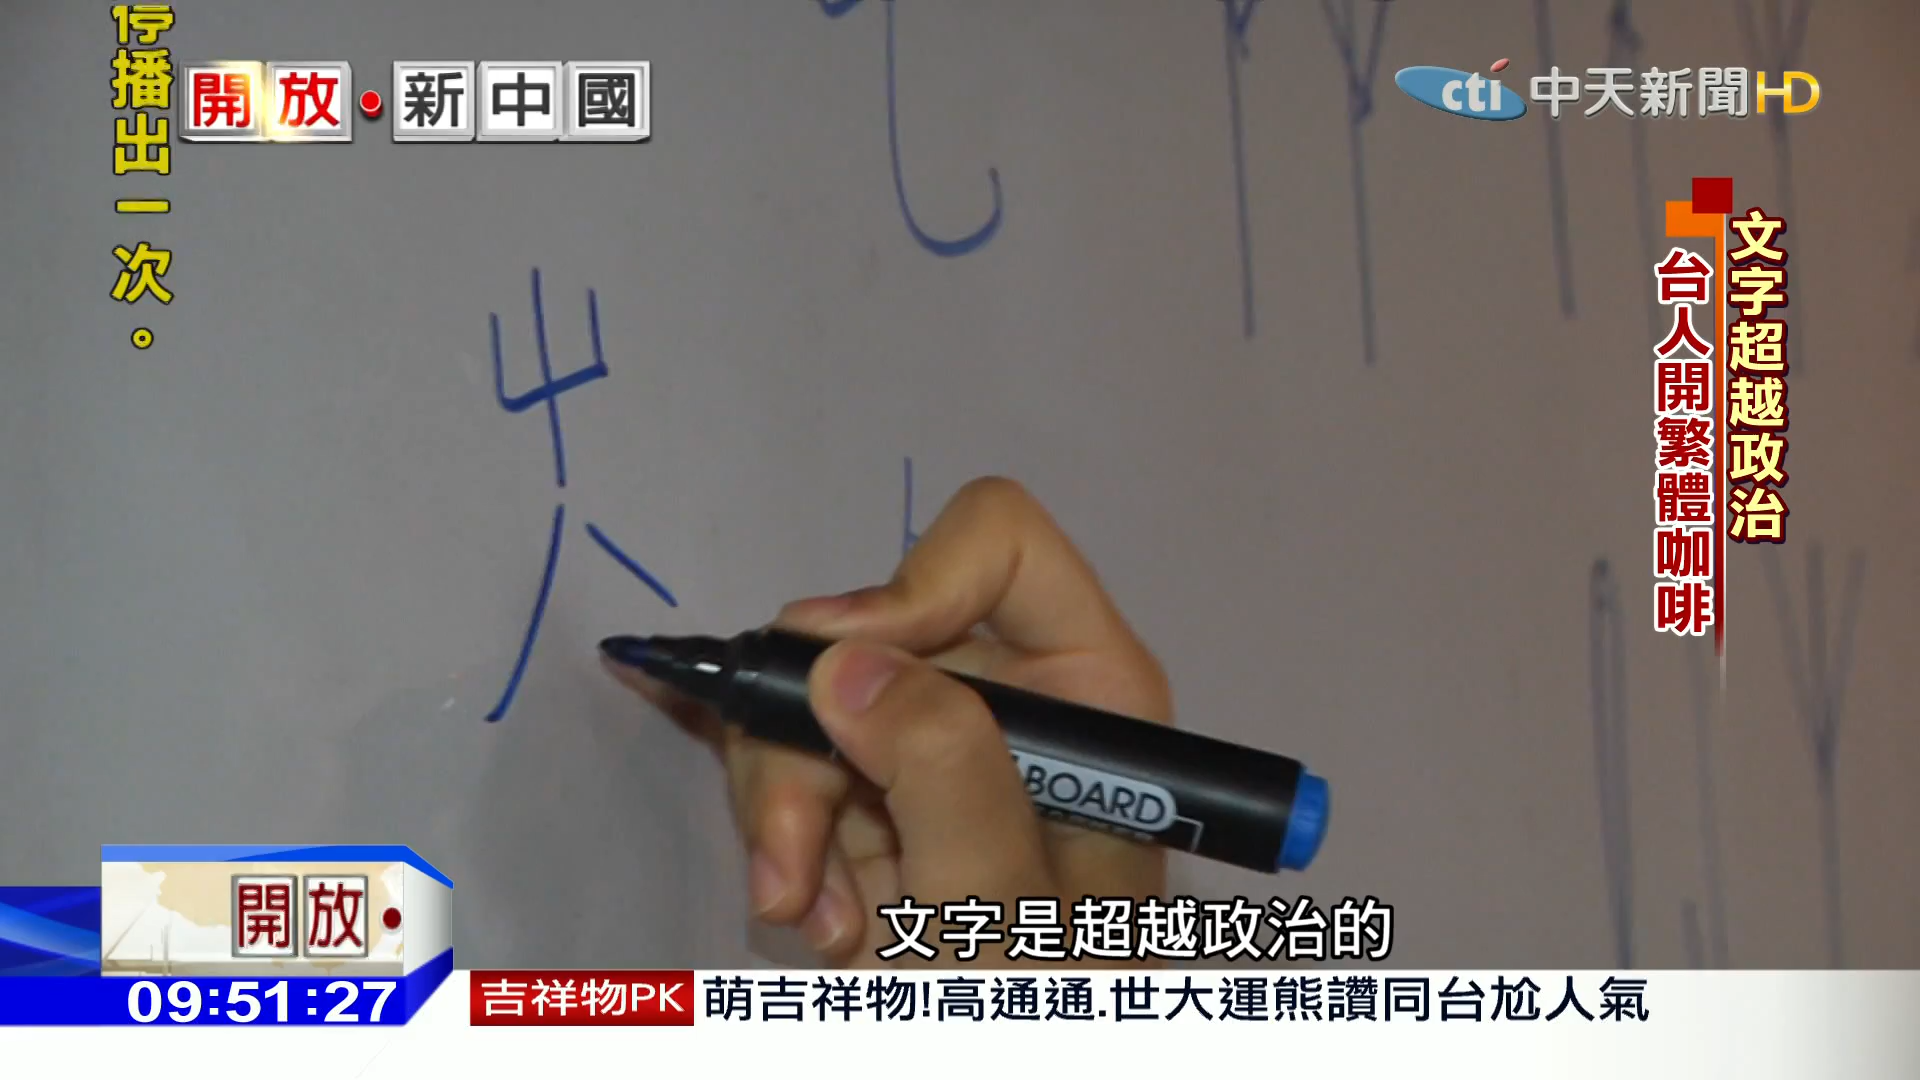 停播出一次。
開放·新中國
cti 中天新聞HD
文字超越政治
台人開繁體咖啡
BOARD
文字是超越政治的
開放·
09:51:27
吉祥物PK 萌吉祥物!高通通.世大運熊讚同台尬人氣